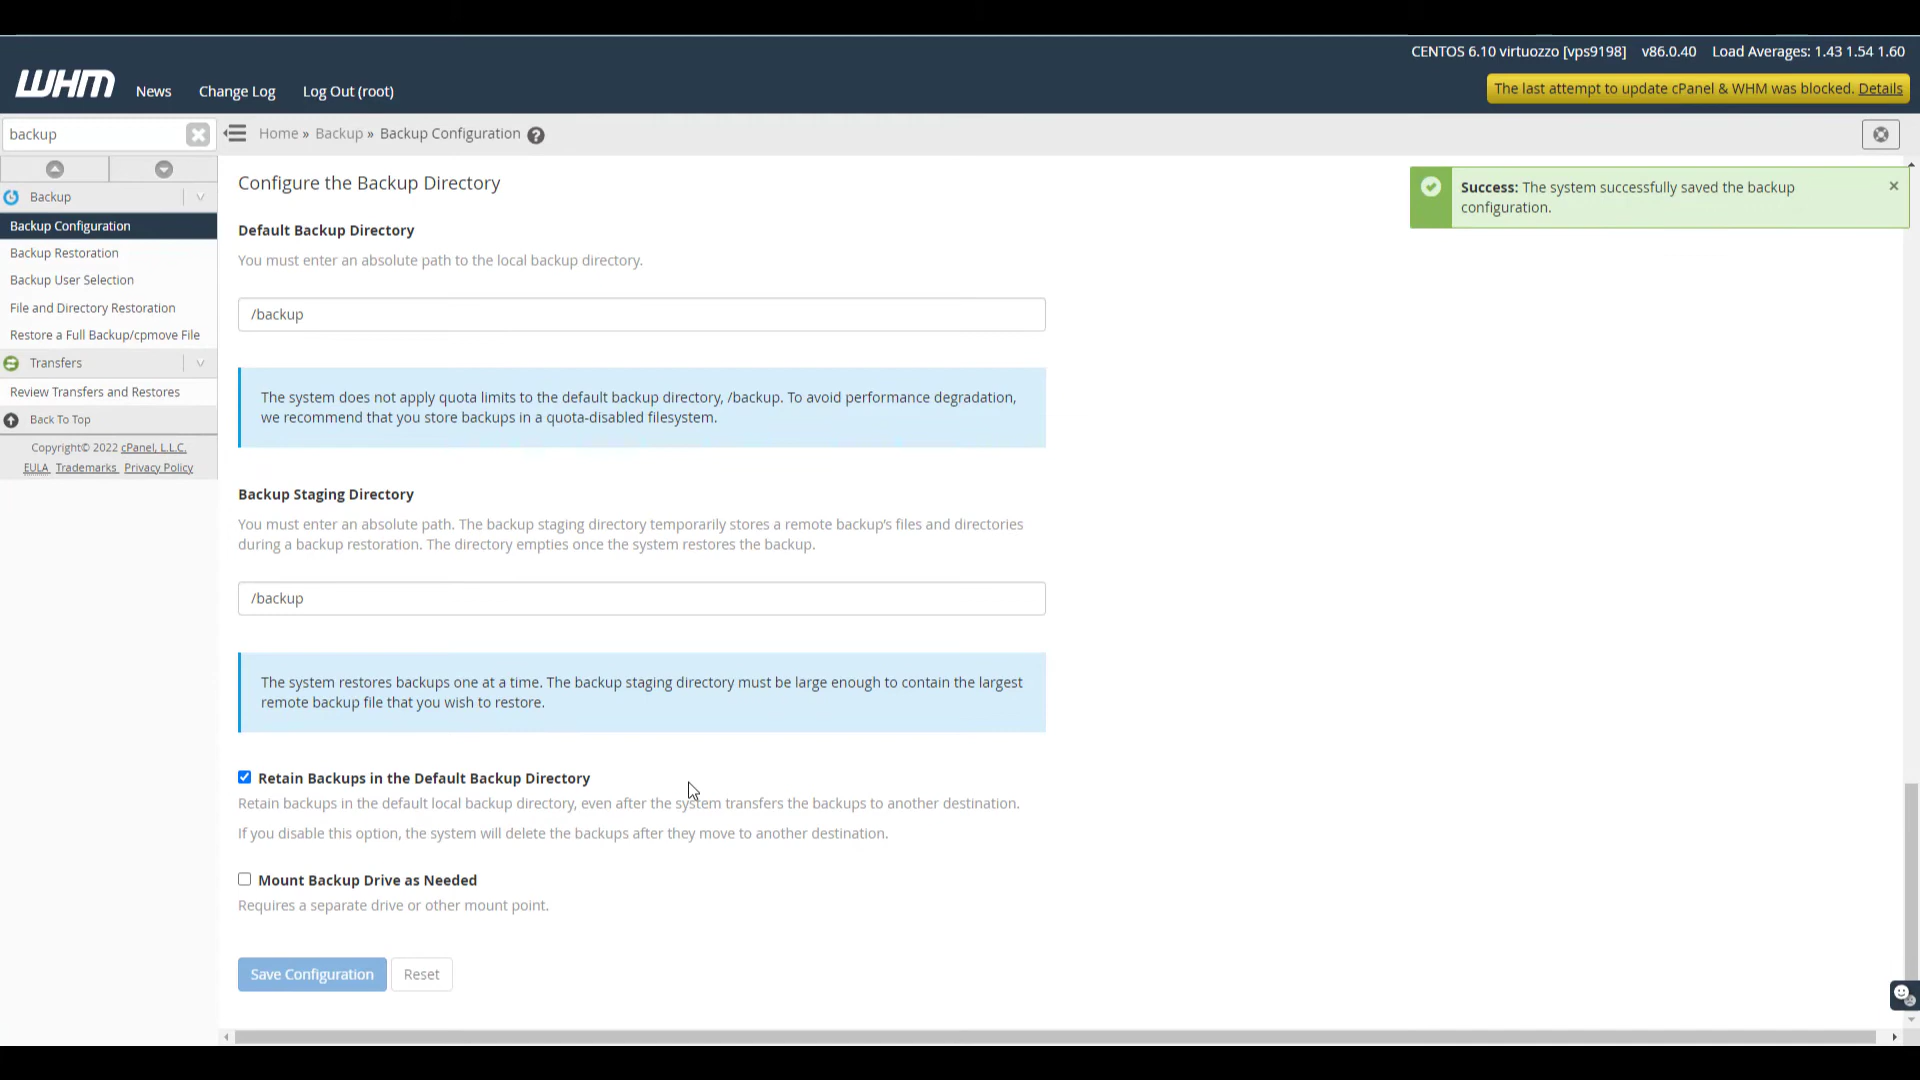 CENTOS 6.10 virtuozzo [vps9198] v86.0.40 Load Averages: 1.43 1.54 1.60
WHM News Change Log Log Out (root)
The last attempt to update cPanel & WHM was blocked. Details
backup
Home » Backup » Backup Configuration ?
Backup
Backup Configuration
Backup Restoration
Backup User Selection
File and Directory Restoration
Restore a Full Backup/cpmove File
Transfers
Review Transfers and Restores
Back To Top
Copyright© 2022 cPanel, L.L.C.
EULA Trademarks Privacy Policy
Configure the Backup Directory
Success: The system successfully saved the backup
configuration.
Default Backup Directory
You must enter an absolute path to the local backup directory.
/backup
The system does not apply quota limits to the default backup directory, /backup. To avoid performance degradation,
we recommend that you store backups in a quota-disabled filesystem.
Backup Staging Directory
You must enter an absolute path. The backup staging directory temporarily stores a remote backup’s files and directories
during a backup restoration. The directory empties once the system restores the backup.
/backup
The system restores backups one at a time. The backup staging directory must be large enough to contain the largest
remote backup file that you wish to restore.
Retain Backups in the Default Backup Directory
Retain backups in the default local backup directory, even after the system transfers the backups to another destination.
If you disable this option, the system will delete the backups after they move to another destination.
Mount Backup Drive as Needed
Requires a separate drive or other mount point.
Save Configuration Reset